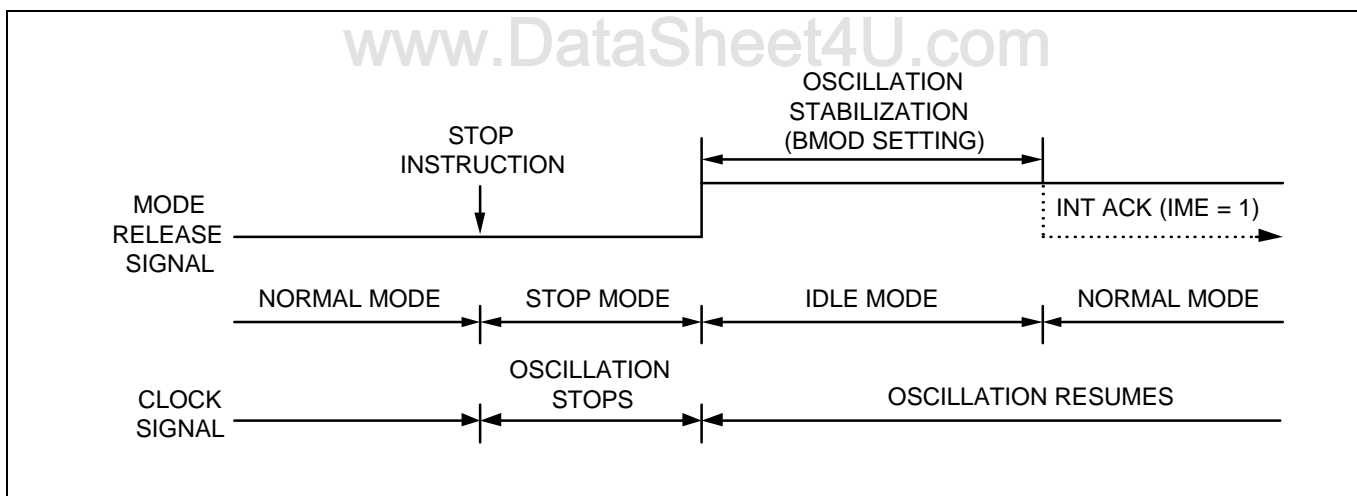 www.DataSheet4U.com
OSCILLATION
STABILIZATION
(BMOD SETTING)
STOP
INSTRUCTION
MODE
RELEASE
SIGNAL
INT ACK (IME = 1)
NORMAL MODE
STOP MODE
IDLE MODE
NORMAL MODE
OSCILLATION
STOPS
CLOCK
SIGNAL
OSCILLATION RESUMES